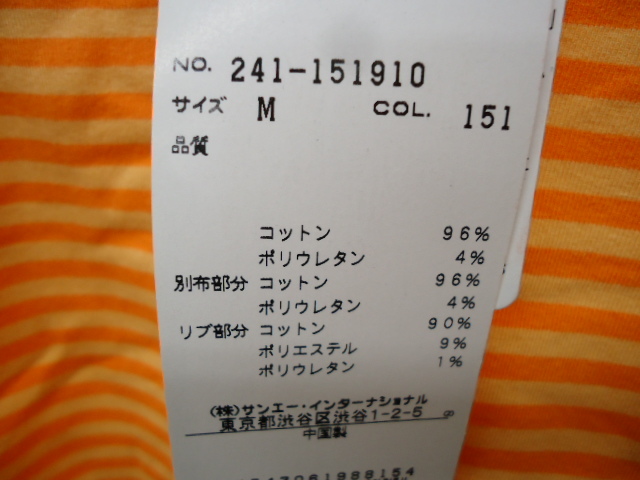 NO. 241-151910
サイズ M COL. 151
品質
コットン 96%
ポリウレタン 4%
別布部分 コットン 96%
ポリウレタン 4%
リブ部分 コットン 90%
ポリエステル 9%
ポリウレタン 1%
(株)サンエー・インターナショナル
東京都渋谷区渋谷1-2-5
中国製